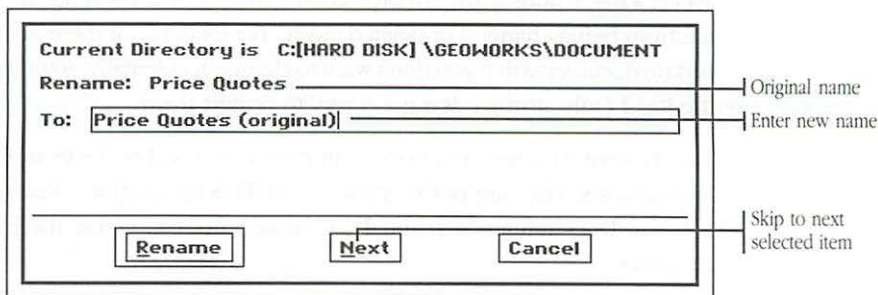 Current Directory is C:[HARD DISK] \GEOWORKS\DOCUMENT
Rename: Price Quotes
Original name
To: Price Quotes (original)
Enter new name
Skip to next
selected item
Rename
Next
Cancel